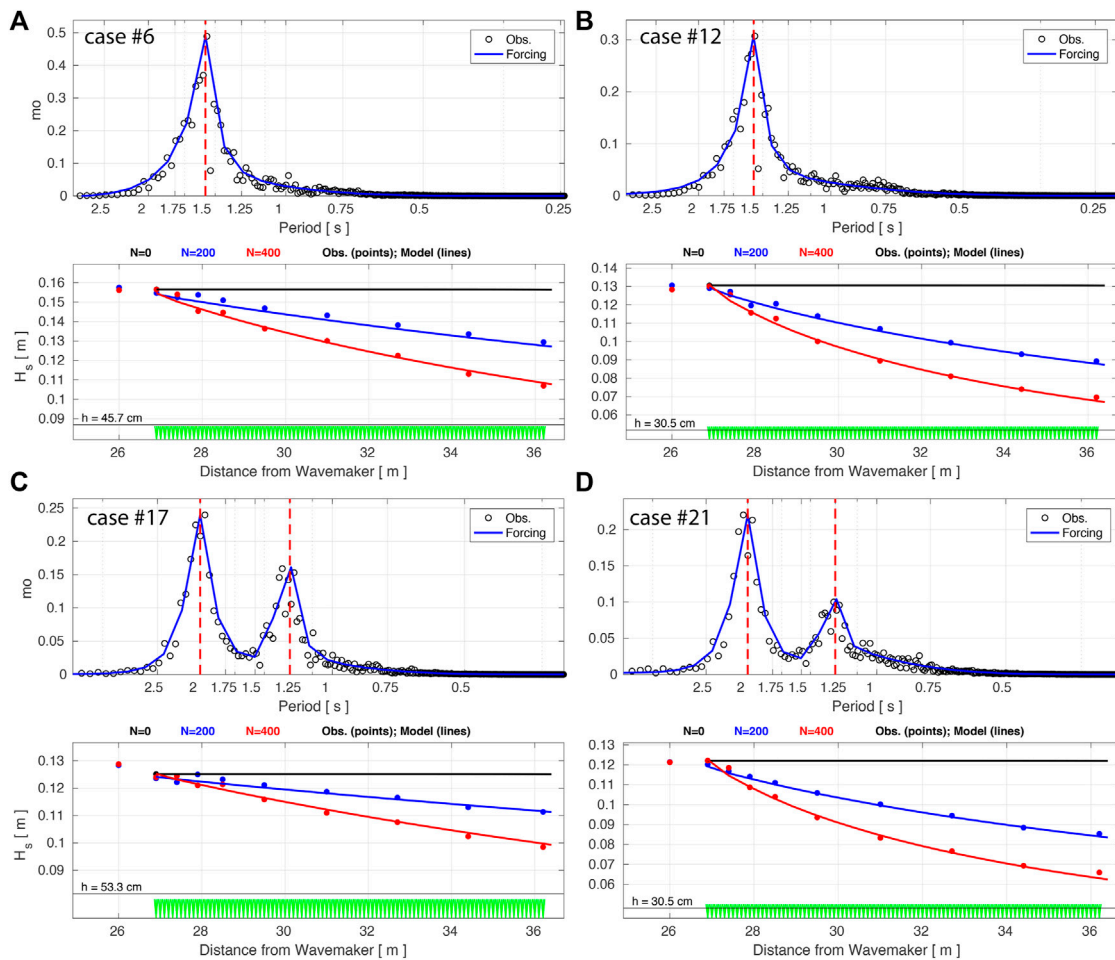 A
case #6
Obs.
Forcing
0.5
0.4
0.3
0.2
0.1
0
mo
2.5 2 1.75 1.5 1.25 1 0.75 0.5 0.25
Period [ s ]
N=0 N=200 N=400 Obs. (points); Model (lines)
0.16
0.15
0.14
0.13
0.12
0.11
0.1
0.09
H_s [ m ]
h = 45.7 cm
26 28 30 32 34 36
Distance from Wavemaker [ m ]
B
case #12
Obs.
Forcing
0.3
0.2
0.1
0
2.5 2 1.75 1.5 1.25 1 0.75 0.5 0.25
Period [ s ]
N=0 N=200 N=400 Obs. (points); Model (lines)
0.14
0.13
0.12
0.11
0.1
0.09
0.08
0.07
0.06
h = 30.5 cm
26 28 30 32 34 36
Distance from Wavemaker [ m ]
C
case #17
Obs.
Forcing
0.25
0.2
0.15
0.1
0.05
0
mo
2.5 2 1.75 1.5 1.25 1 0.75 0.5
Period [ s ]
N=0 N=200 N=400 Obs. (points); Model (lines)
0.13
0.12
0.11
0.1
0.09
H_s [ m ]
h = 53.3 cm
26 28 30 32 34 36
Distance from Wavemaker [ m ]
D
case #21
Obs.
Forcing
0.2
0.15
0.1
0.05
0
2.5 2 1.75 1.5 1.25 1 0.75 0.5
Period [ s ]
N=0 N=200 N=400 Obs. (points); Model (lines)
0.13
0.12
0.11
0.1
0.09
0.08
0.07
0.06
h = 30.5 cm
26 28 30 32 34 36
Distance from Wavemaker [ m ]